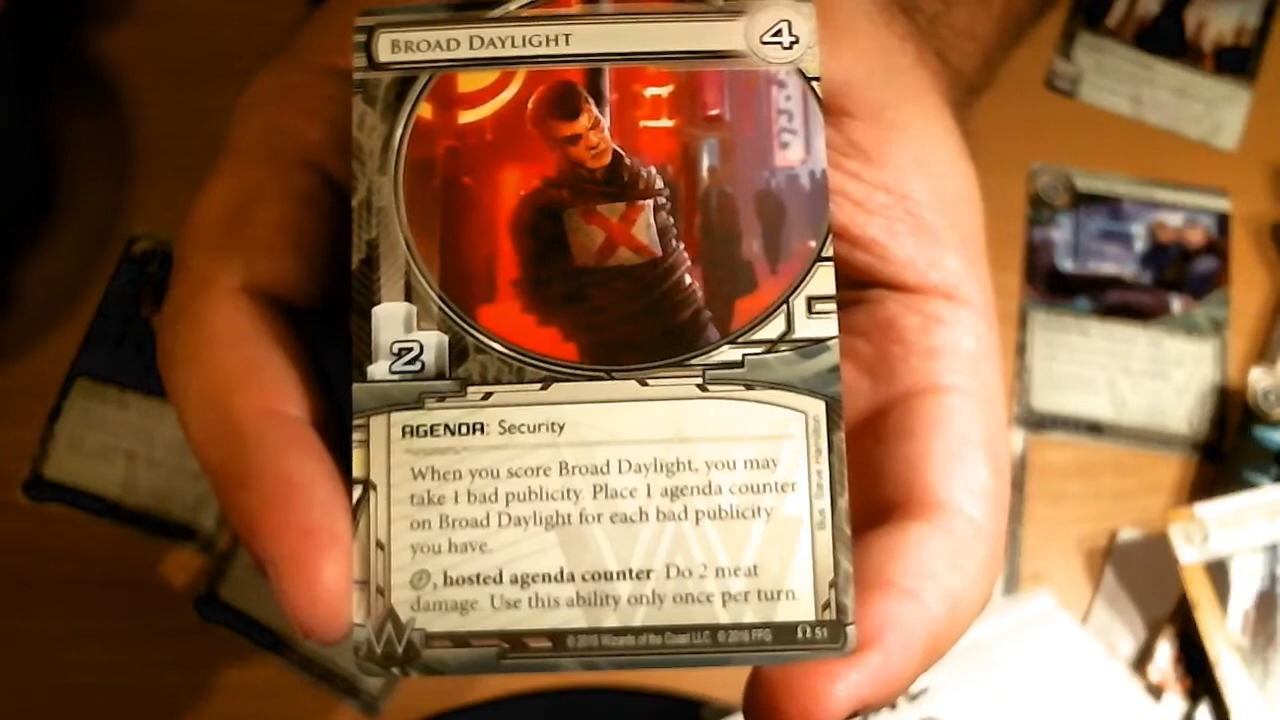 BROAD DAYLIGHT
4
2
AGENDA: Security
When you score Broad Daylight, you may
take 1 bad publicity. Place 1 agenda counter
on Broad Daylight for each bad publicity
you have.
, hosted agenda counter: Do 2 meat
damage. Use this ability only once per turn.
Wizards of the Coast LLC. © 2018 FFG
51